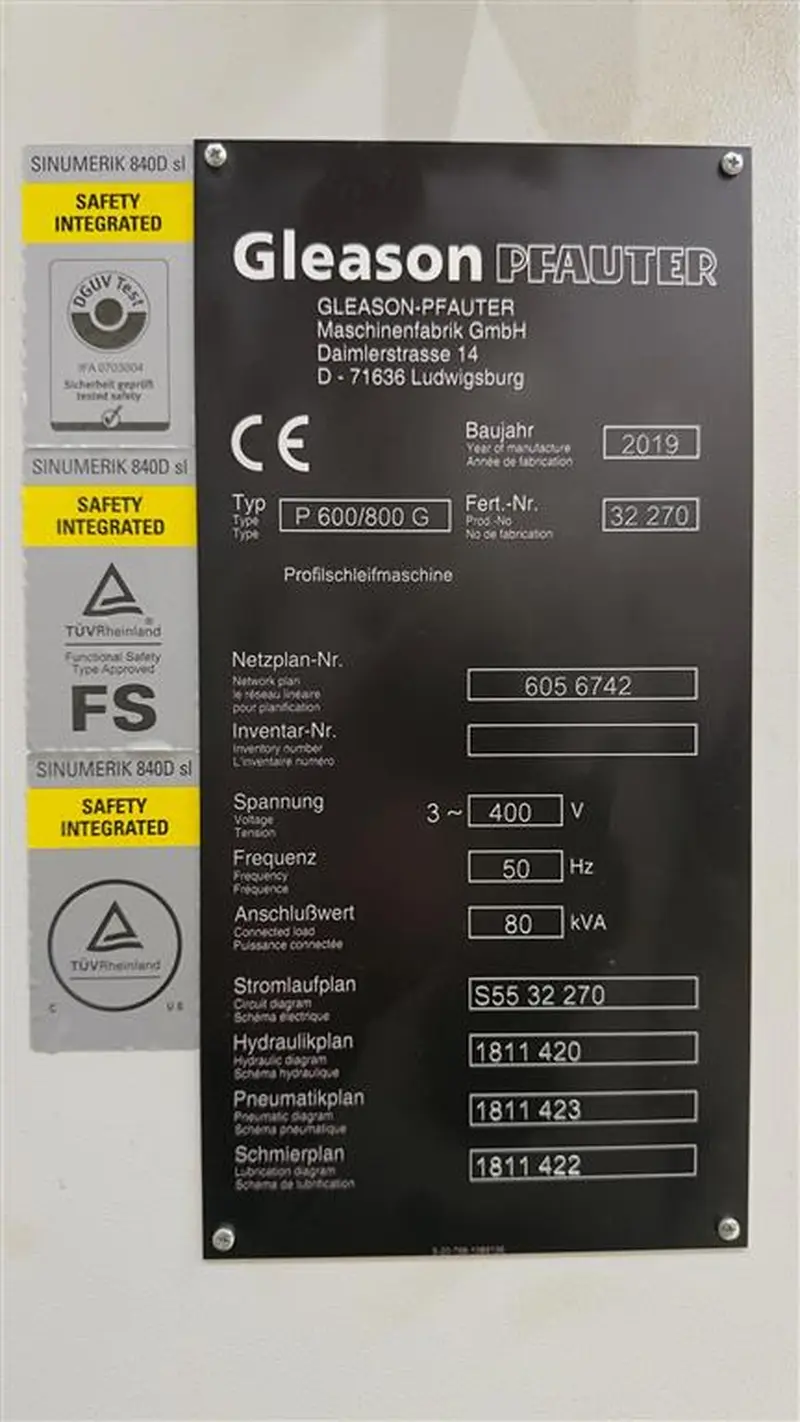 SINUMERIK 840D sl
SAFETY
INTEGRATED
DGUV Test
IFA 0703004
Sicherheit geprüft
tested safety
SINUMERIK 840D sl
SAFETY
INTEGRATED
TÜVRheinland®
Functional Safety
Type Approved
FS
SINUMERIK 840D sl
SAFETY
INTEGRATED
TÜVRheinland
C US
Gleason PFAUTER
GLEASON-PFAUTER
Maschinenfabrik GmbH
Daimlerstrasse 14
D - 71636 Ludwigsburg
CE
Baujahr 2019
Year of manufacture
Année de fabrication
Typ P 600/800 G
Type
Type
Fert.-Nr. 32 270
Prod.-No
No de fabrication
Profilschleifmaschine
Netzplan-Nr. 605 6742
Network plan
le réseau linéaire
pour planification
Inventar-Nr.
Inventory number
L'inventaire numéro
Spannung 3 ~ 400 V
Voltage
Tension
Frequenz 50 Hz
Frequency
Fréquence
Anschlußwert 80 kVA
Connected load
Puissance connectée
Stromlaufplan S55 32 270
Circuit diagram
Schéma électrique
Hydraulikplan 1811 420
Hydraulic diagram
Schéma hydraulique
Pneumatikplan 1811 423
Pneumatic diagram
Schéma pneumatique
Schmierplan 1811 422
Lubrication diagram
Schéma de lubrification